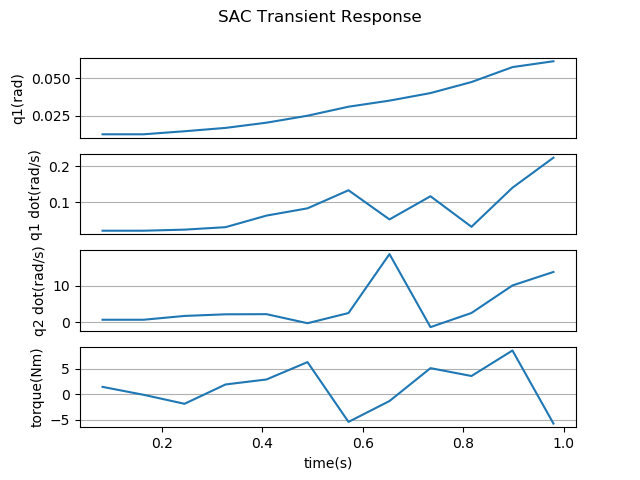 SAC Transient Response
0.050
0.025
q1(rad)
0.2
0.1
q1 dot(rad/s)
10
0
q2 dot(rad/s)
5
0
−5
torque(Nm)
0.2 0.4 0.6 0.8 1.0
time(s)